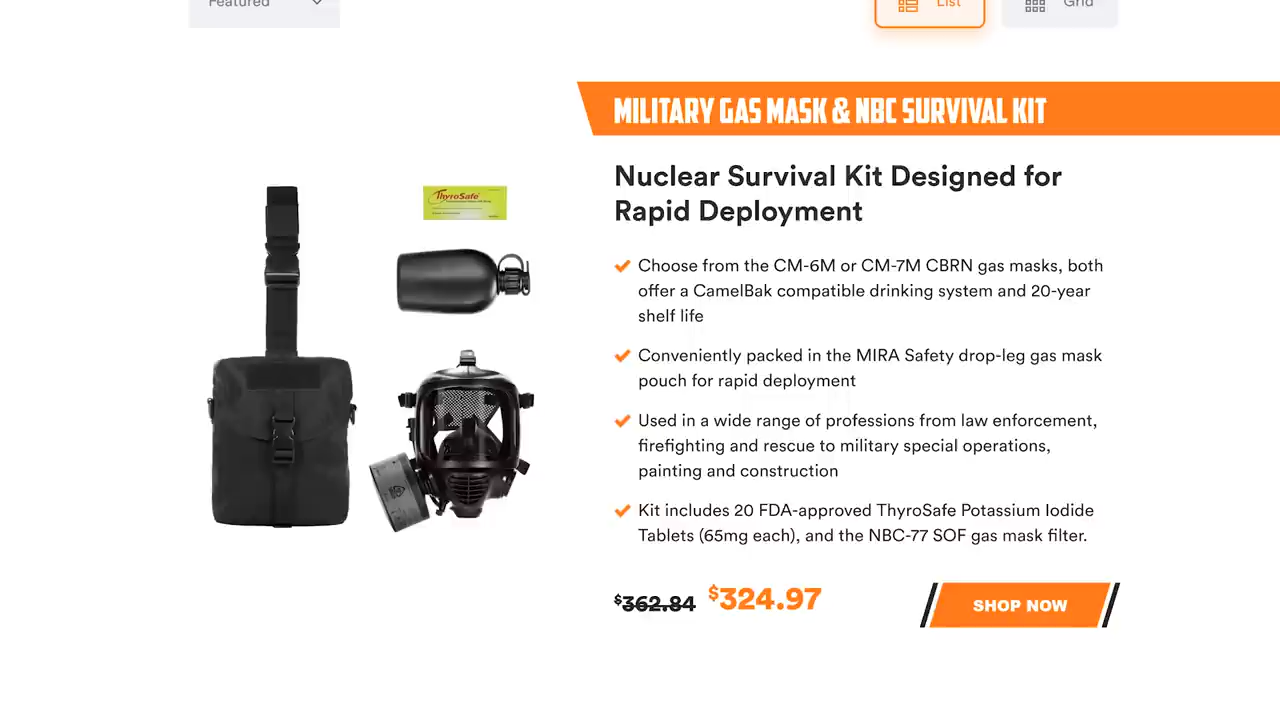 Featured
List
Grid
MILITARY GAS MASK & NBC SURVIVAL KIT
Nuclear Survival Kit Designed for
Rapid Deployment
Choose from the CM-6M or CM-7M CBRN gas masks, both
offer a CamelBak compatible drinking system and 20-year
shelf life
Conveniently packed in the MIRA Safety drop-leg gas mask
pouch for rapid deployment
Used in a wide range of professions from law enforcement,
firefighting and rescue to military special operations,
painting and construction
Kit includes 20 FDA-approved ThyroSafe Potassium Iodide
Tablets (65mg each), and the NBC-77 SOF gas mask filter.
$362.84 $324.97
SHOP NOW
ThyroSafe